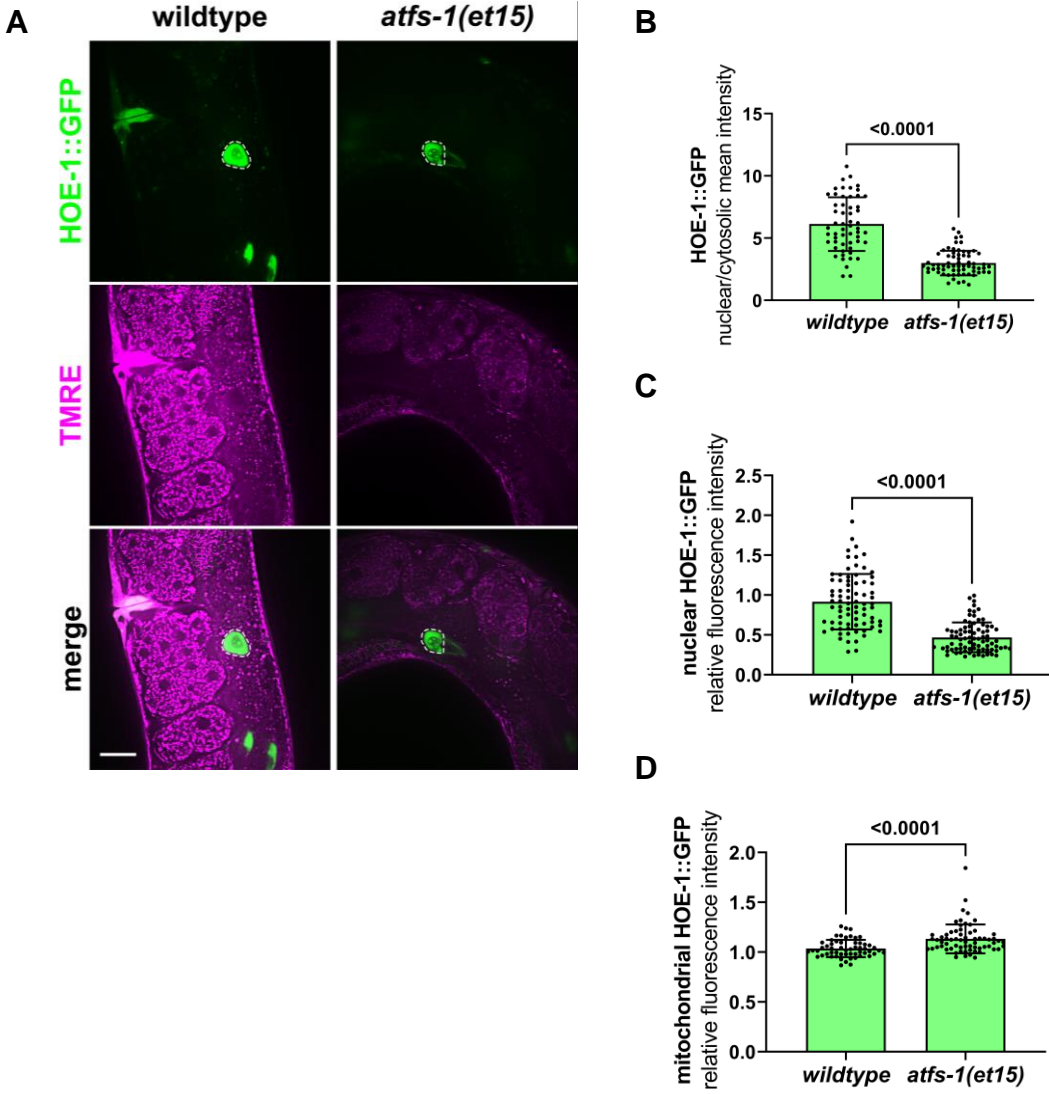 A
wildtype
atfs-1(et15)
HOE-1::GFP
TMRE
merge
B
HOE-1::GFP
nuclear/cytosolic mean intensity
15
10
5
0
<0.0001
wildtype
atfs-1(et15)
C
nuclear HOE-1::GFP
relative fluorescence intensity
2.5
2.0
1.5
1.0
0.5
0.0
<0.0001
wildtype
atfs-1(et15)
D
mitochondrial HOE-1::GFP
relative fluorescence intensity
2.0
1.5
1.0
0.5
0.0
<0.0001
wildtype
atfs-1(et15)